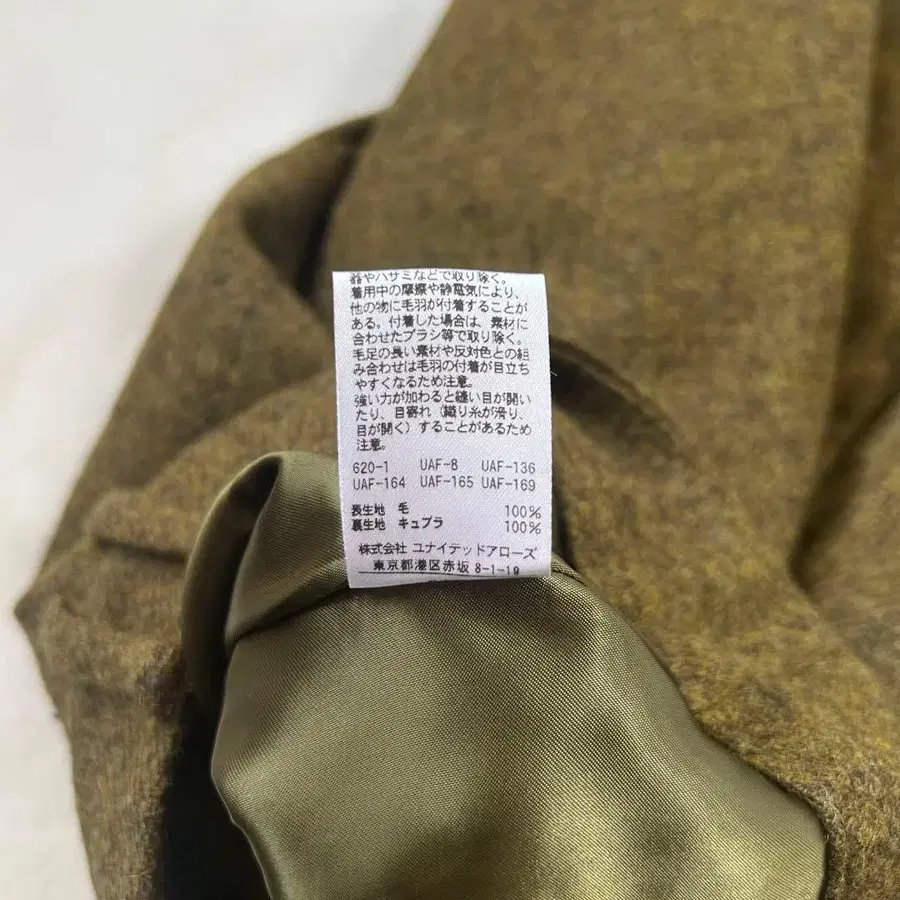 器やハサミなどで取り除く。
着用中の摩擦や静電気により、
他の物に毛羽が付着することが
ある。付着した場合は、素材に
合わせたブラシ等で取り除く。
毛足の長い素材や反対色との組
み合わせは毛羽の付着が目立ち
やすくなるため注意。
強い力が加わると縫い目が開い
たり、目寄れ（織り糸が滑り、
目が開く）することがあるため
注意。
620-1 UAF-8 UAF-136
UAF-164 UAF-165 UAF-169
表生地 毛 100%
裏生地 キュプラ 100%
株式会社 ユナイテッドアローズ
東京都港区赤坂 8-1-19